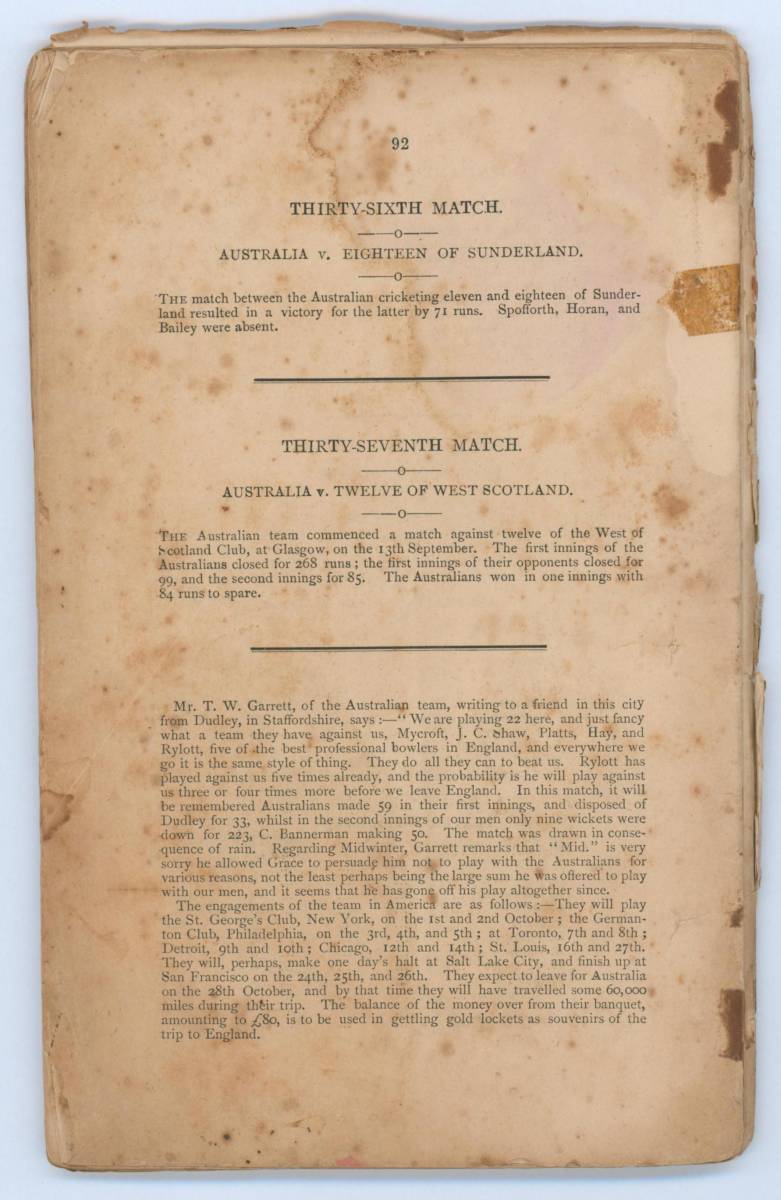 92
THIRTY-SIXTH MATCH.
AUSTRALIA v. EIGHTEEN OF SUNDERLAND.
THE match between the Australian cricketing eleven and eighteen of Sunder-
land resulted in a victory for the latter by 71 runs. Spofforth, Horan, and
Bailey were absent.
THIRTY-SEVENTH MATCH.
AUSTRALIA v. TWELVE OF WEST SCOTLAND.
THE Australian team commenced a match against twelve of the West of
Scotland Club, at Glasgow, on the 13th September. The first innings of the
Australians closed for 268 runs; the first innings of their opponents closed for
99, and the second innings for 85. The Australians won in one innings with
84 runs to spare.
Mr. T. W. Garrett, of the Australian team, writing to a friend in this city
from Dudley, in Staffordshire, says :—“ We are playing 22 here, and just fancy
what a team they have against us, Mycroft, J. C. Shaw, Platts, Hay, and
Rylott, five of the best professional bowlers in England, and everywhere we
go it is the same style of thing. They do all they can to beat us. Rylott has
played against us five times already, and the probability is he will play against
us three or four times more before we leave England. In this match, it will
be remembered Australians made 59 in their first innings, and disposed of
Dudley for 33, whilst in the second innings of our men only nine wickets were
down for 223, C. Bannerman making 50. The match was drawn in conse-
quence of rain. Regarding Midwinter, Garrett remarks that “ Mid.” is very
sorry he allowed Grace to persuade him not to play with the Australians for
various reasons, not the least perhaps being the large sum he was offered to play
with our men, and it seems that he has gone off his play altogether since.
The engagements of the team in America are as follows :—They will play
the St. George's Club, New York, on the 1st and 2nd October ; the German-
ton Club, Philadelphia, on the 3rd, 4th, and 5th ; at Toronto, 7th and 8th ;
Detroit, 9th and 10th ; Chicago, 12th and 14th ; St. Louis, 16th and 27th.
They will, perhaps, make one day's halt at Salt Lake City, and finish up at
San Francisco on the 24th, 25th, and 26th. They expect to leave for Australia
on the 28th October, and by that time they will have travelled some 60,000
miles during their trip. The balance of the money over from their banquet,
amounting to £80, is to be used in gettling gold lockets as souvenirs of the
trip to England.